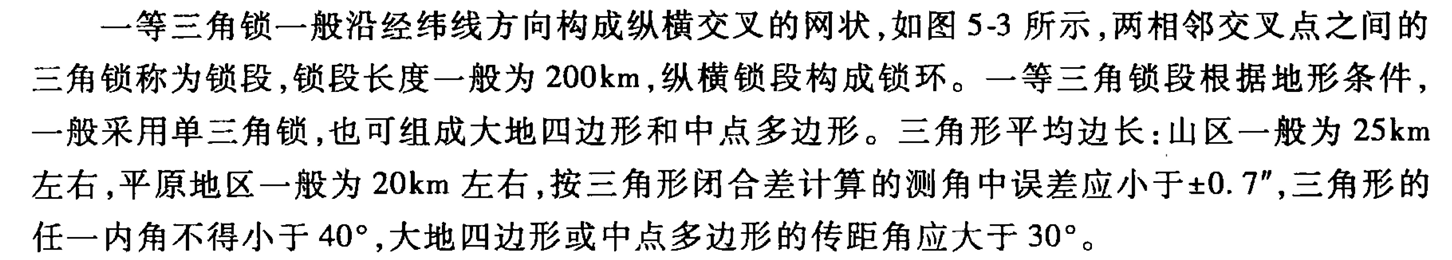 一等三角锁一般沿经纬线方向构成纵横交叉的网状,如图 5-3 所示,两相邻交叉点之间的
三角锁称为锁段,锁段长度一般为 200km,纵横锁段构成锁环。一等三角锁段根据地形条件,
一般采用单三角锁,也可组成大地四边形和中点多边形。三角形平均边长:山区一般为 25km
左右,平原地区一般为 20km 左右,按三角形闭合差计算的测角中误差应小于±0.7″,三角形的
任一内角不得小于 40°,大地四边形或中点多边形的传距角应大于 30°。